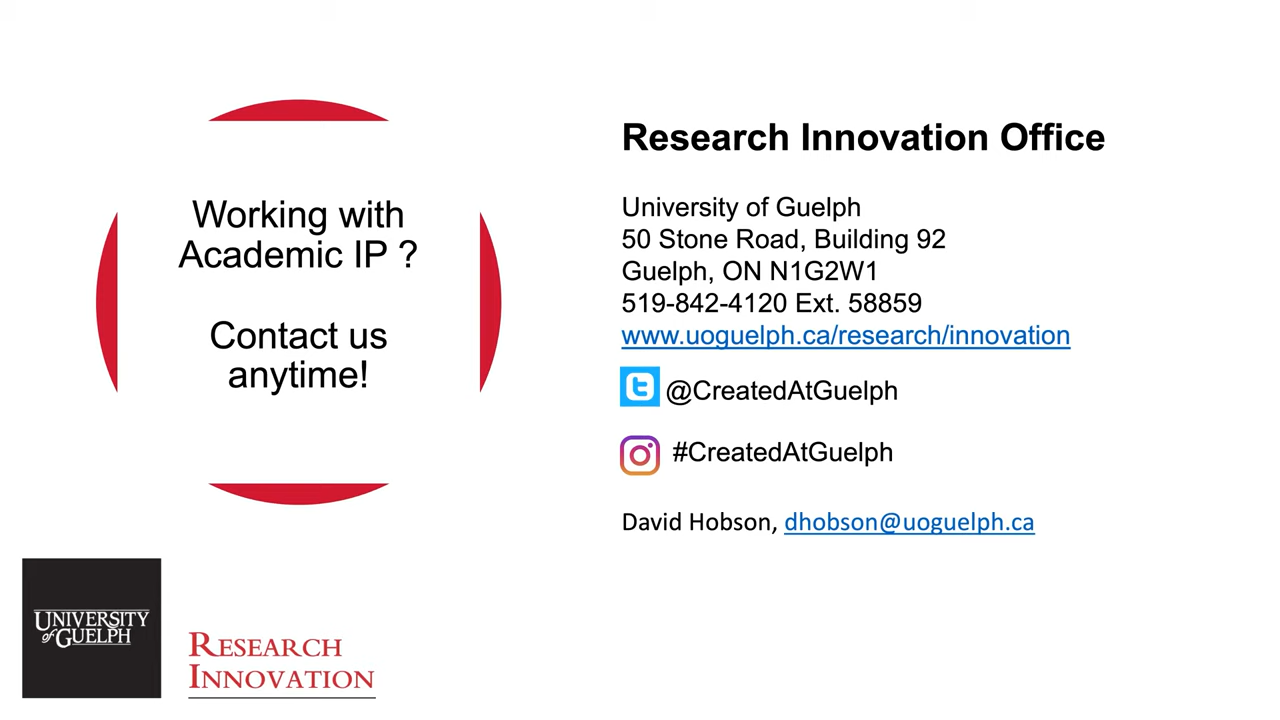 Working with
Academic IP ?
Contact us
anytime!
Research Innovation Office
University of Guelph
50 Stone Road, Building 92
Guelph, ON N1G2W1
519-842-4120 Ext. 58859
www.uoguelph.ca/research/innovation
@CreatedAtGuelph
#CreatedAtGuelph
David Hobson, dhobson@uoguelph.ca
UNIVERSITY
of GUELPH
RESEARCH
INNOVATION